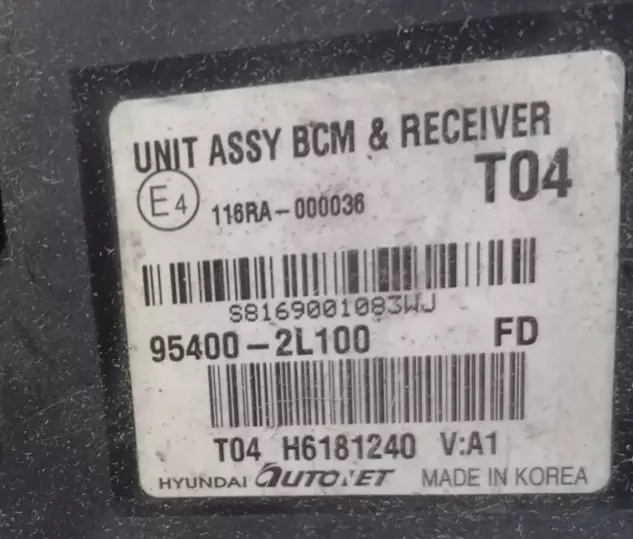 UNIT ASSY BCM & RECEIVER
T04
E4 116RA-000036
S8169001083WJ
95400-2L100 FD
T04 H6181240 V:A1
HYUNDAI AUTONET MADE IN KOREA